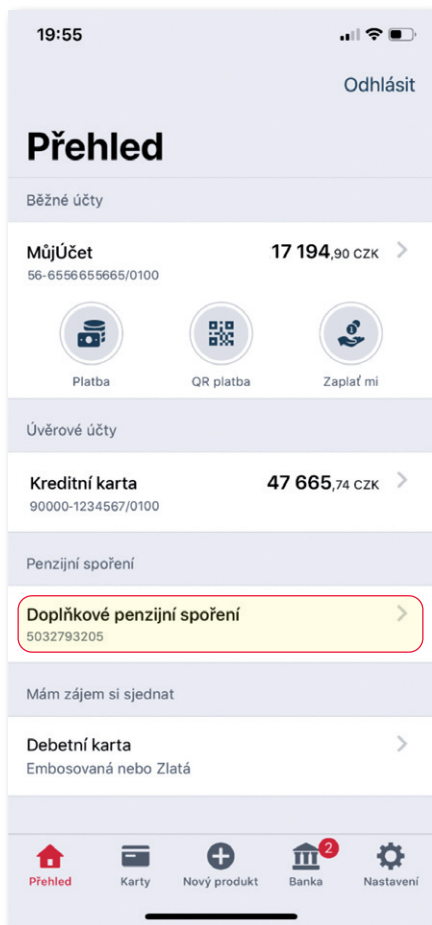 19:55
Odhlásit
Přehled
Běžné účty
MůjÚčet 17 194,90 CZK
56-6556655665/0100
Platba QR platba Zaplať mi
Úvěrové účty
Kreditní karta 47 665,74 CZK
90000-1234567/0100
Penzijní spoření
Doplňkové penzijní spoření
5032793205
Mám zájem si sjednat
Debetní karta
Embosovaná nebo Zlatá
2
Přehled Karty Nový produkt Banka Nastavení